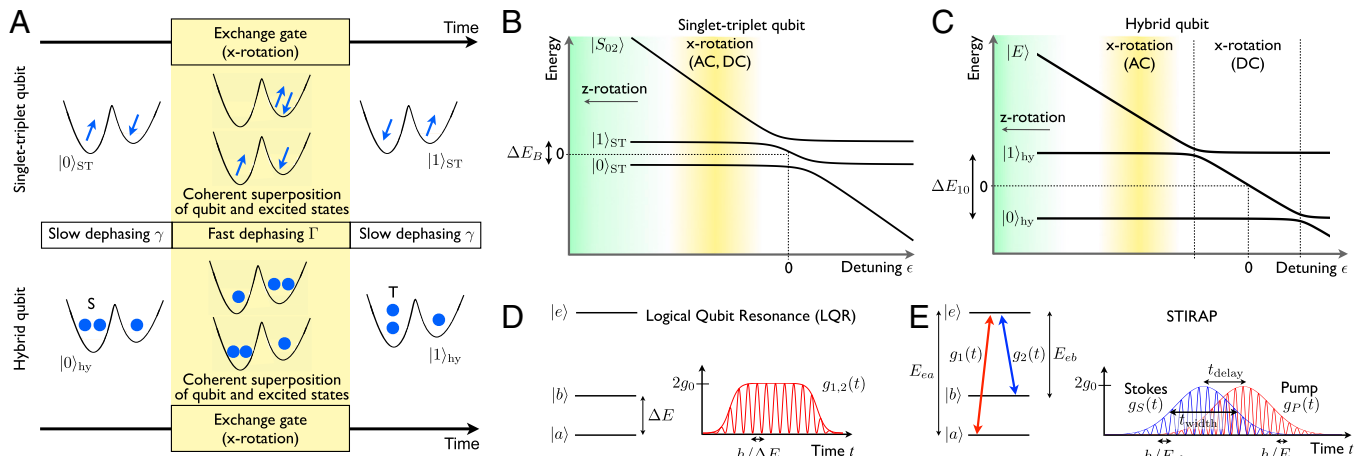 A
Time
Exchange gate
(x-rotation)
Singlet-triplet qubit
|0⟩ST
|1⟩ST
Coherent superposition
of qubit and excited states
Slow dephasing γ
Fast dephasing Γ
Slow dephasing γ
Hybrid qubit
S
T
|0⟩hy
|1⟩hy
Coherent superposition
of qubit and excited states
Exchange gate
(x-rotation)
Time
B
Singlet-triplet qubit
Energy
|S02⟩
x-rotation
(AC, DC)
z-rotation
|1⟩ST
ΔEB
0
|0⟩ST
0
Detuning ϵ
C
Hybrid qubit
Energy
|E⟩
x-rotation
(AC)
x-rotation
(DC)
z-rotation
|1⟩hy
ΔE10
0
|0⟩hy
0
Detuning ϵ
D
|e⟩
Logical Qubit Resonance (LQR)
2g0
g1,2(t)
|b⟩
ΔE
|a⟩
h/ΔE
Time t
E
|e⟩
STIRAP
g1(t)
g2(t)
Eea
Eeb
|b⟩
|a⟩
tdelay
2g0
Stokes
gS(t)
Pump
gP(t)
twidth
Time t